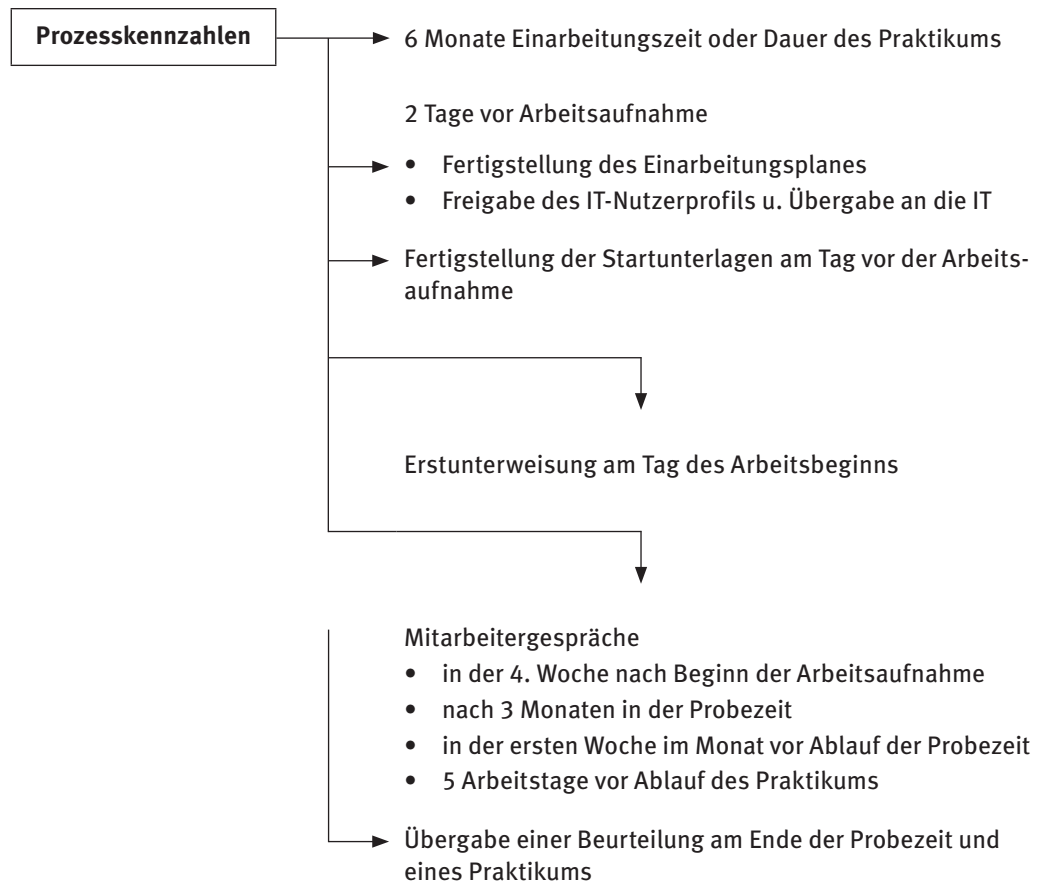 Prozesskennzahlen
6 Monate Einarbeitungszeit oder Dauer des Praktikums
2 Tage vor Arbeitsaufnahme
• Fertigstellung des Einarbeitungsplanes
• Freigabe des IT-Nutzerprofils u. Übergabe an die IT
Fertigstellung der Startunterlagen am Tag vor der Arbeits-
aufnahme
Erstunterweisung am Tag des Arbeitsbeginns
Mitarbeitergespräche
• in der 4. Woche nach Beginn der Arbeitsaufnahme
• nach 3 Monaten in der Probezeit
• in der ersten Woche im Monat vor Ablauf der Probezeit
• 5 Arbeitstage vor Ablauf des Praktikums
Übergabe einer Beurteilung am Ende der Probezeit und
eines Praktikums